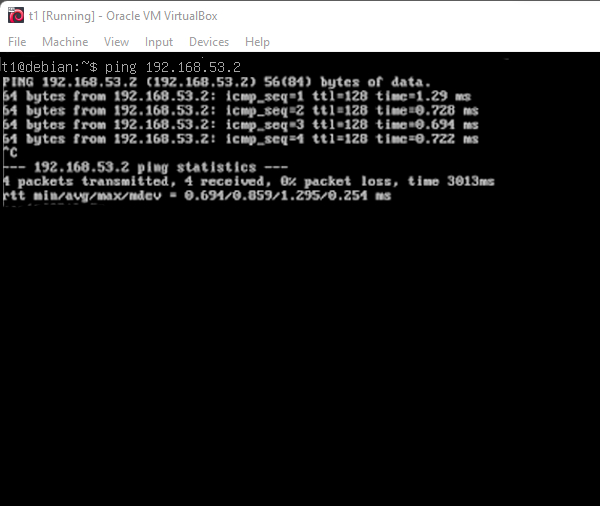 t1 [Running] - Oracle VM VirtualBox
File Machine View Input Devices Help
t1@debian:~$ ping 192.168.53.2
PING 192.168.53.2 (192.168.53.2) 56(84) bytes of data.
64 bytes from 192.168.53.2: icmp_seq=1 ttl=128 time=1.29 ms
64 bytes from 192.168.53.2: icmp_seq=2 ttl=128 time=0.728 ms
64 bytes from 192.168.53.2: icmp_seq=3 ttl=128 time=0.694 ms
64 bytes from 192.168.53.2: icmp_seq=4 ttl=128 time=0.722 ms
^C
--- 192.168.53.2 ping statistics ---
4 packets transmitted, 4 received, 0% packet loss, time 3013ms
rtt min/avg/max/mdev = 0.694/0.859/1.295/0.254 ms